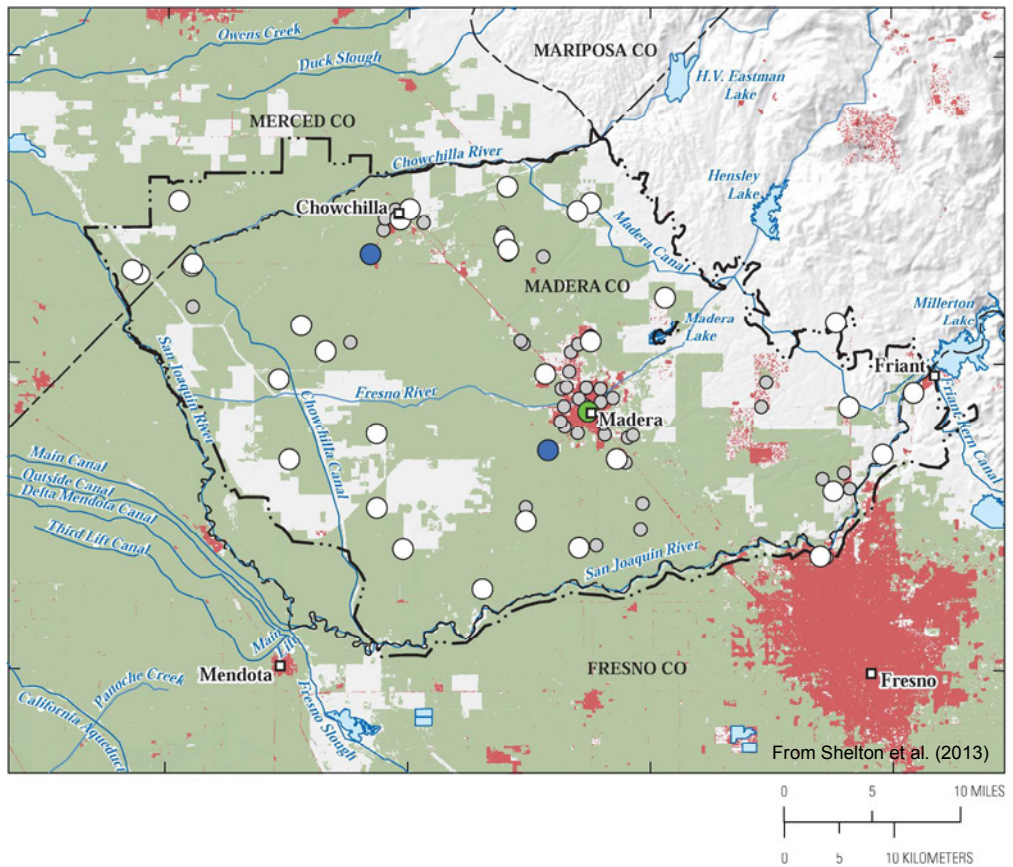 Owens Creek
Duck Slough
MARIPOSA CO
H.V. Eastman
Lake
MERCED CO
Chowchilla River
Hensley
Lake
Chowchilla
Madera Canal
MADERA CO
Millerton
Lake
Madera
Lake
San Joaquin River
Fresno River
Chowchilla Canal
Friant
Friant-Kern Canal
Madera
Main Canal
Outside Canal
Delta Mendota Canal
Third Lift Canal
San Joaquin River
Main
Lift
Mendota
FRESNO CO
Fresno
Panoche Creek
California Aqueduct
Fresno Slough
From Shelton et al. (2013)
0 5 10 MILES
0 5 10 KILOMETERS